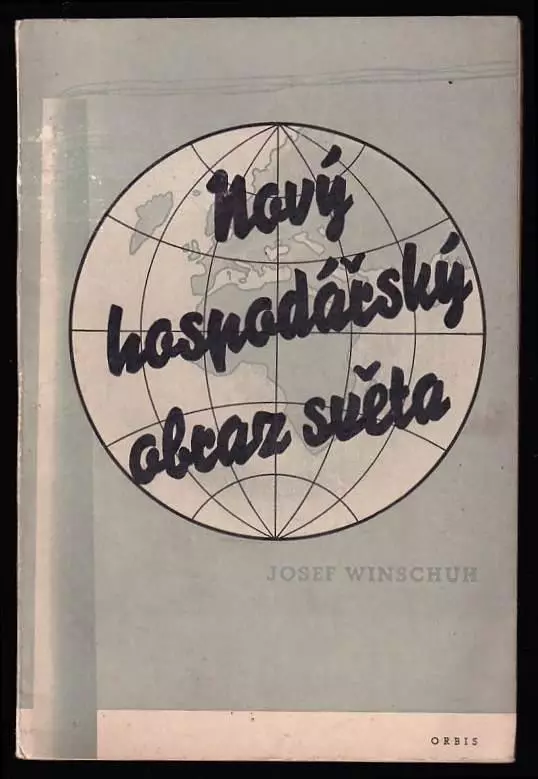 Nový
hospodářský
obraz světa
JOSEF WINSCHUH
ORBIS